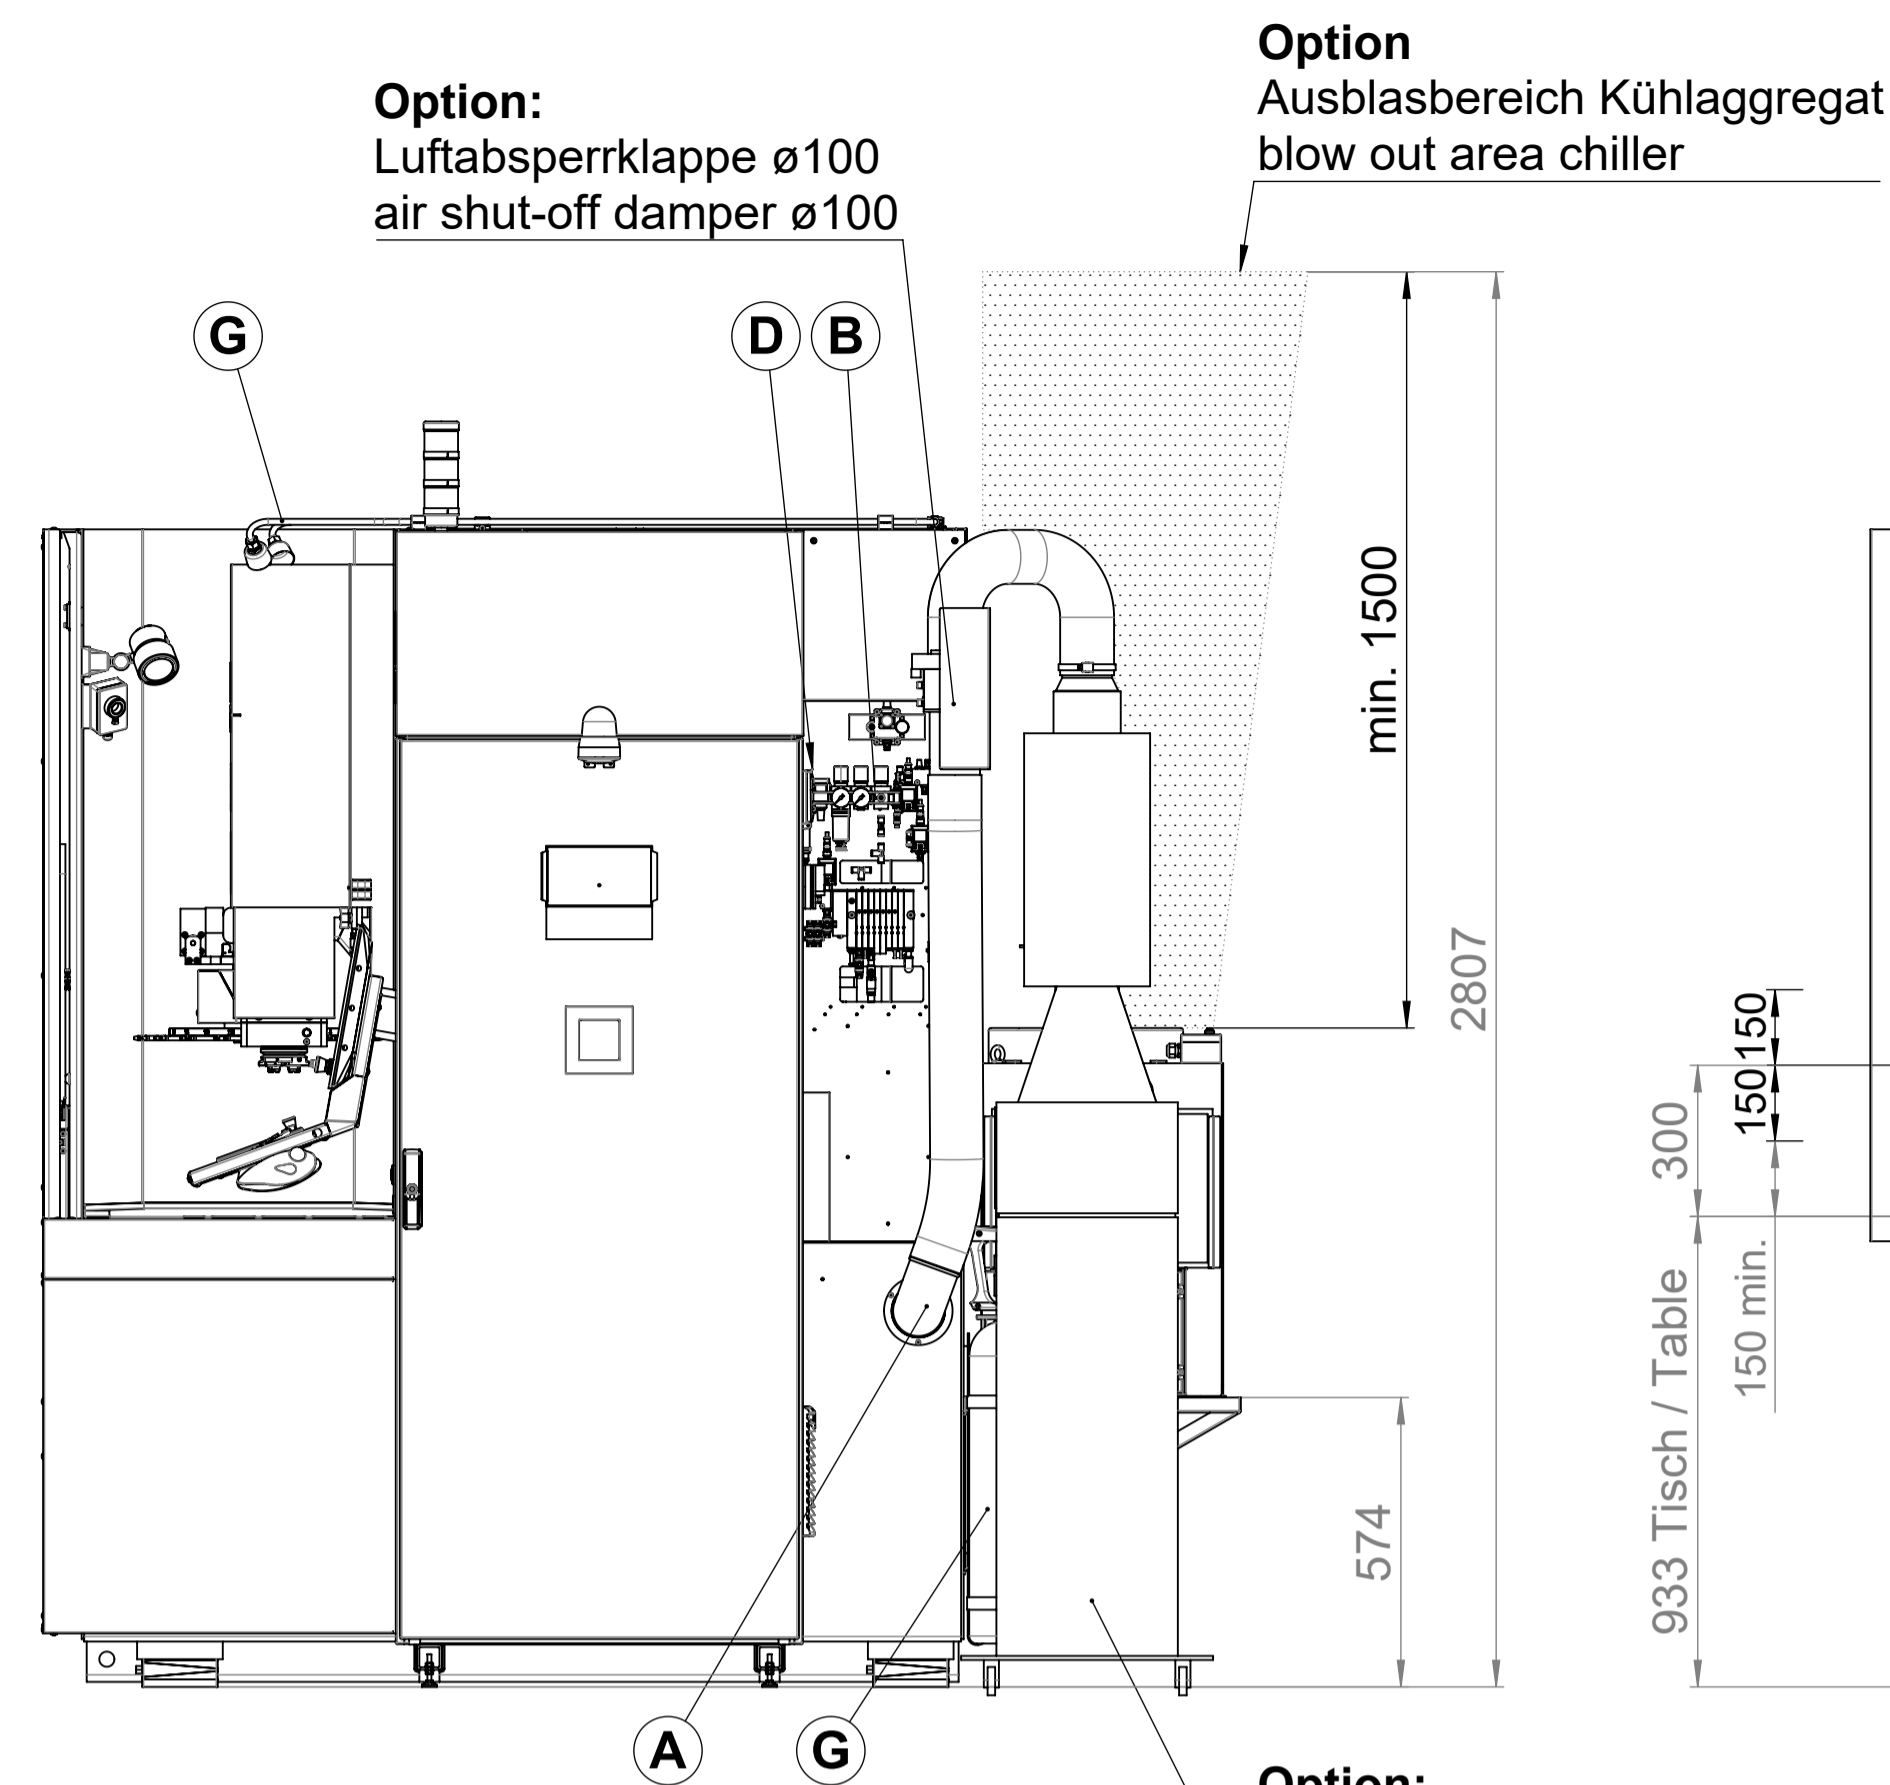 Option
Ausblasbereich Kühlaggregat
blow out area chiller
Option:
Luftabsperrklappe ø100
air shut-off damper ø100
G
D
B
min. 1500
2807
150
150
300
150 min.
933 Tisch / Table
574
A
G
Option: